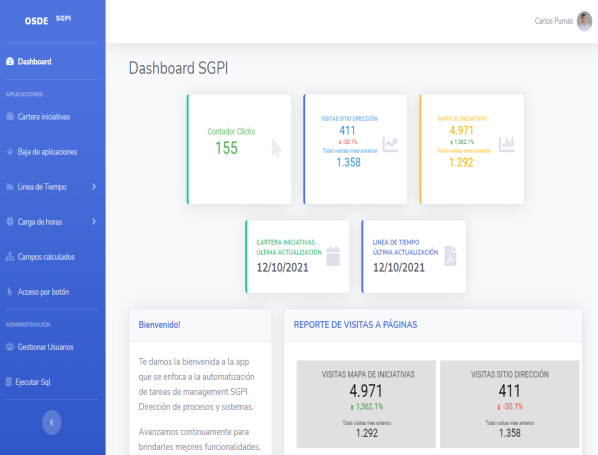 OSDE SGPI
Carlos Pumas
Dashboard
APLICACIONES
Cartera iniciativas
Baja de aplicaciones
Linea de Tiempo
Carga de horas
Campos calculados
Acceso por botón
ADMINISTRACIÓN
Gestionar Usuarios
Ejecutar Sql
Dashboard SGPI
Contador Clicks
155
VISITAS SITIO DIRECCIÓN
411
-30.1%
Total visitas mes anterior
1.358
MAPA DE INICIATIVAS
4.971
1,362.1%
Total visitas mes anterior
1.292
CARTERA INICIATIVAS
ÚLTIMA ACTUALIZACIÓN
12/10/2021
LINEA DE TIEMPO
ÚLTIMA ACTUALIZACIÓN
12/10/2021
Bienvenido!
Te damos la bienvenida a la app
que se enfoca a la automatización
de tareas de management SGPI
Dirección de procesos y sistemas.
Avanzamos continuamente para
brindarles mejores funcionalidades,
REPORTE DE VISITAS A PÁGINAS
VISITAS MAPA DE INICIATIVAS
4.971
1,362.1%
Total visitas mes anterior
1.292
VISITAS SITIO DIRECCIÓN
411
-30.1%
Total visitas mes anterior
1.358